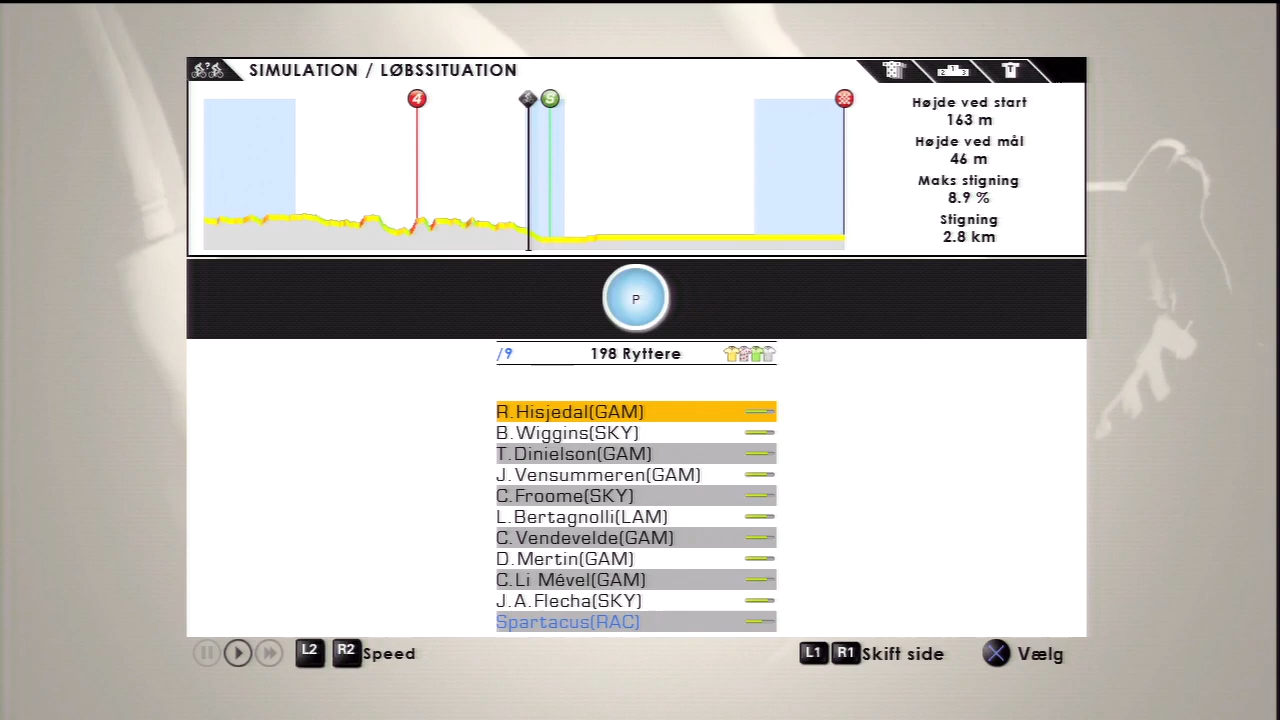 SIMULATION / LØBSSITUATION
4
S
Højde ved start
163 m
Højde ved mål
46 m
Maks stigning
8.9 %
Stigning
2.8 km
P
/9 198 Ryttere
R.Hisjedal(GAM)
B.Wiggins(SKY)
T.Dinielson(GAM)
J.Vensummeren(GAM)
C.Froome(SKY)
L.Bertagnolli(LAM)
C.Vendevelde(GAM)
D.Mertin(GAM)
C.Li Mével(GAM)
J.A.Flecha(SKY)
Spartacus(RAC)
L2 R2 Speed
L1 R1 Skift side
Vælg